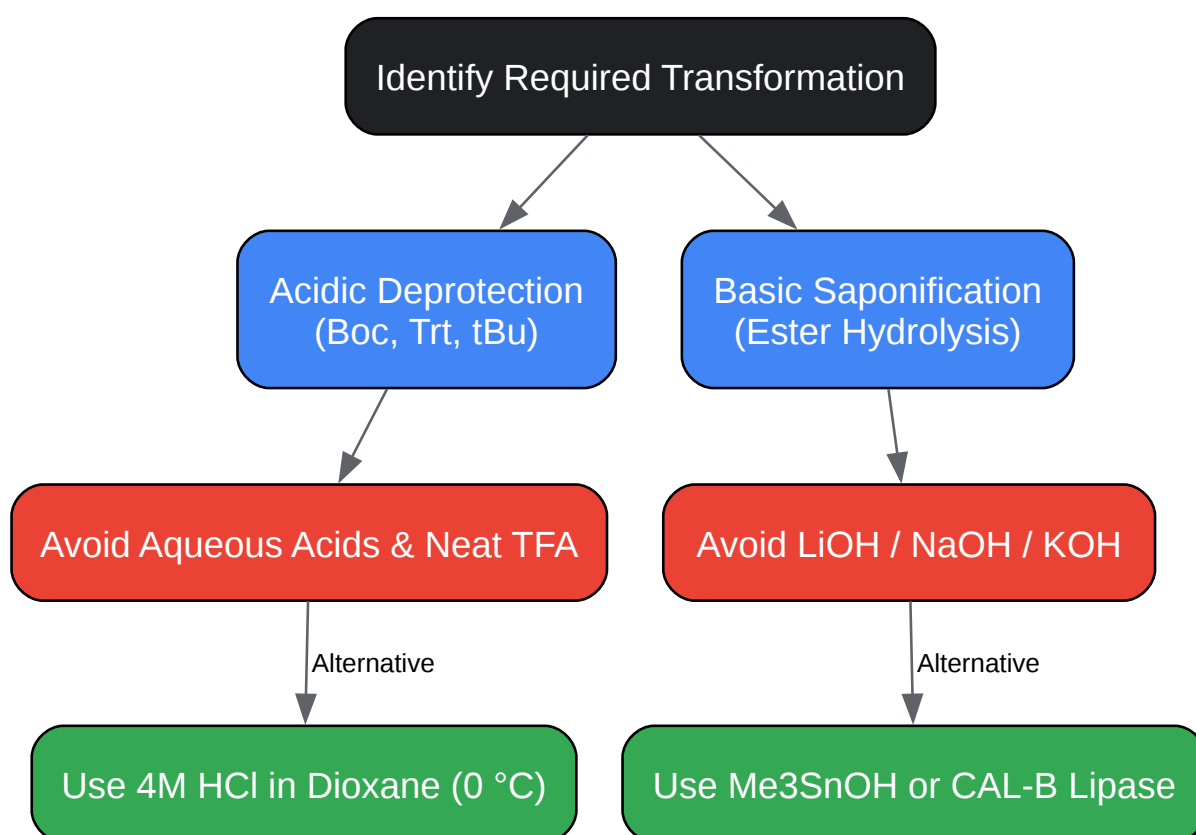 Identify Required Transformation
Acidic Deprotection
(Boc, Trt, tBu)
Basic Saponification
(Ester Hydrolysis)
Avoid Aqueous Acids & Neat TFA
Avoid LiOH / NaOH / KOH
Alternative
Alternative
Use 4M HCl in Dioxane (0 °C)
Use Me3SnOH or CAL-B Lipase